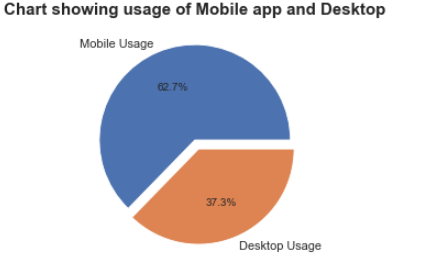 Chart showing usage of Mobile app and Desktop
Mobile Usage
62.7%
37.3%
Desktop Usage